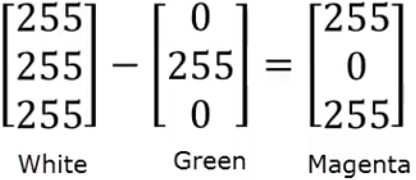 [255] [0] [255]
[255] − [255] = [0]
[255] [0] [255]
White Green Magenta